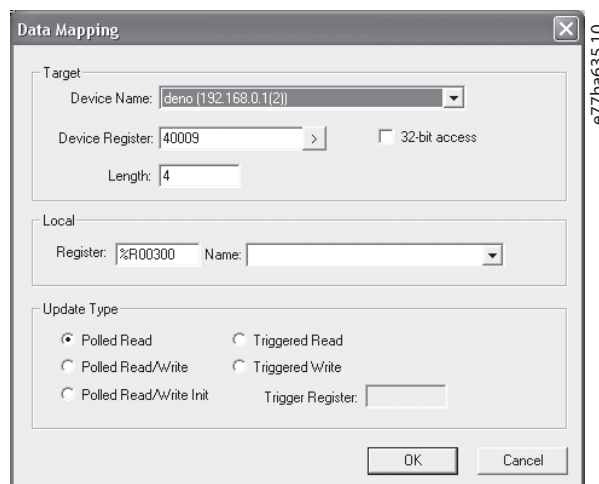 Data Mapping
Target
Device Name: deno (192.168.0.1(2))
Device Register: 40009 > 32-bit access
Length: 4
Local
Register: %R00300 Name:
Update Type
Polled Read Triggered Read
Polled Read/Write Triggered Write
Polled Read/Write Init Trigger Register:
OK Cancel
e77ba635.10